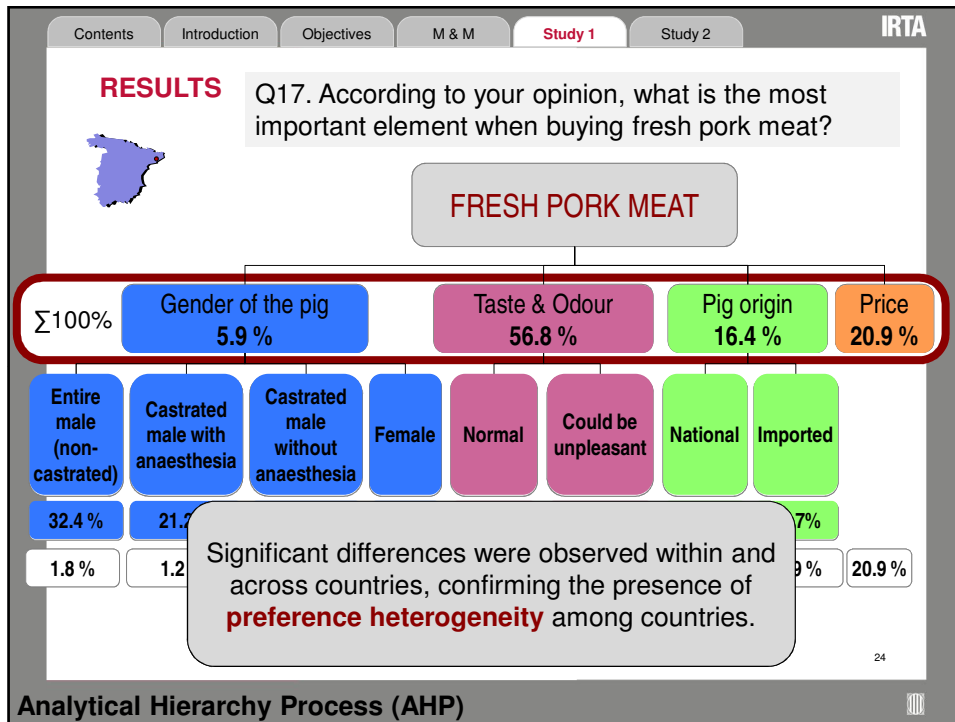 Contents Introduction Objectives M & M Study 1 Study 2 IRTA
RESULTS
Q17. According to your opinion, what is the most
important element when buying fresh pork meat?
FRESH PORK MEAT
∑100%
Gender of the pig
5.9 %
Taste & Odour
56.8 %
Pig origin
16.4 %
Price
20.9 %
Entire
male
(non-
castrated)
Castrated
male with
anaesthesia
Castrated
male
without
anaesthesia
Female
Normal
Could be
unpleasant
National
Imported
32.4 %
1.8 %
20.9 %
Significant differences were observed within and
across countries, confirming the presence of
preference heterogeneity among countries.
24
Analytical Hierarchy Process (AHP)